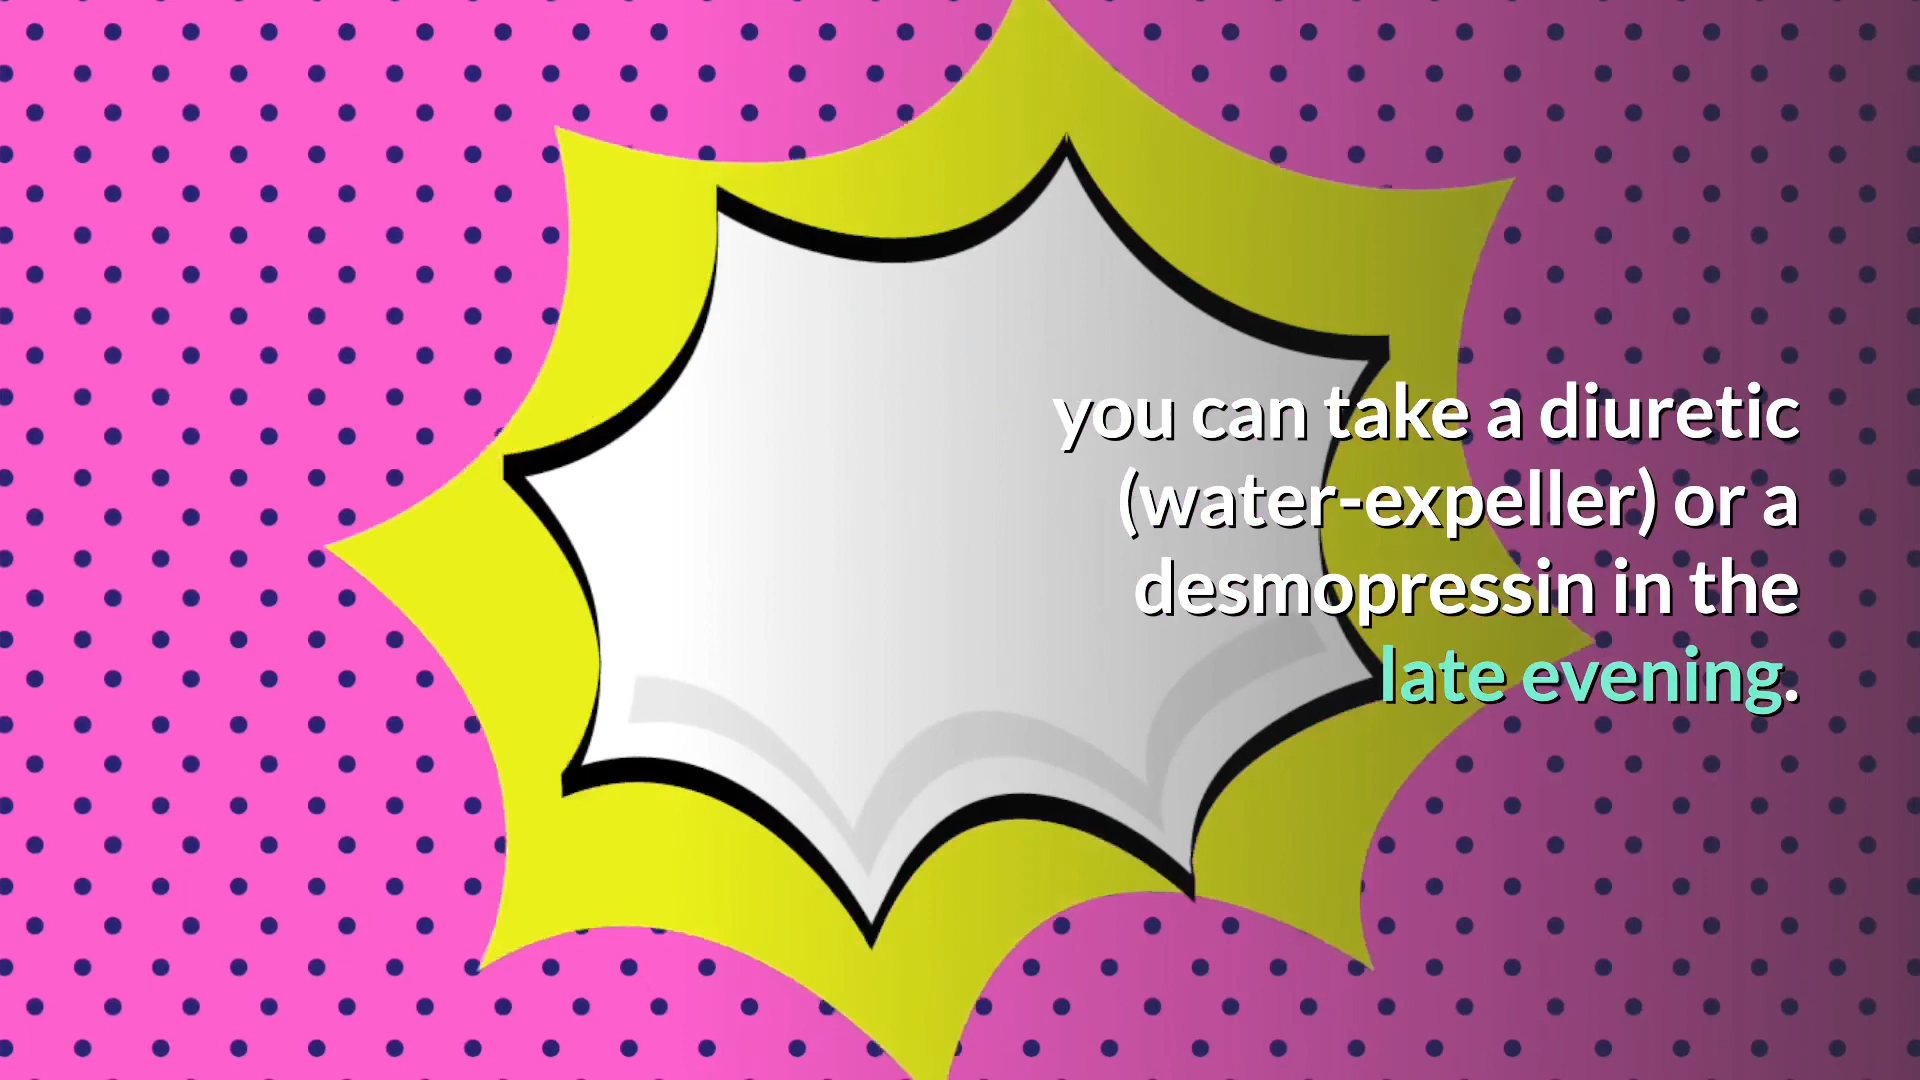 you can take a diuretic
(water-expeller) or a
desmopressin in the
late evening.